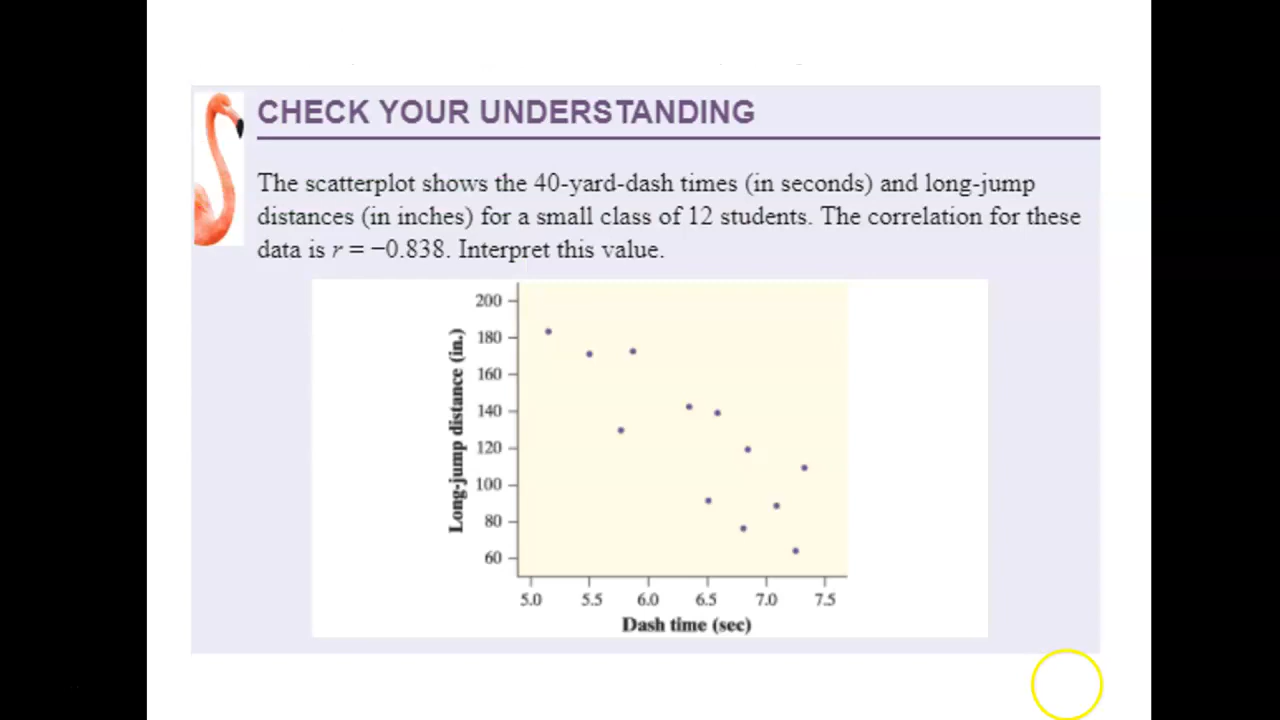 CHECK YOUR UNDERSTANDING
The scatterplot shows the 40-yard-dash times (in seconds) and long-jump
distances (in inches) for a small class of 12 students. The correlation for these
data is r = −0.838. Interpret this value.
Long-jump distance (in.)
200
180
160
140
120
100
80
60
5.0 5.5 6.0 6.5 7.0 7.5
Dash time (sec)